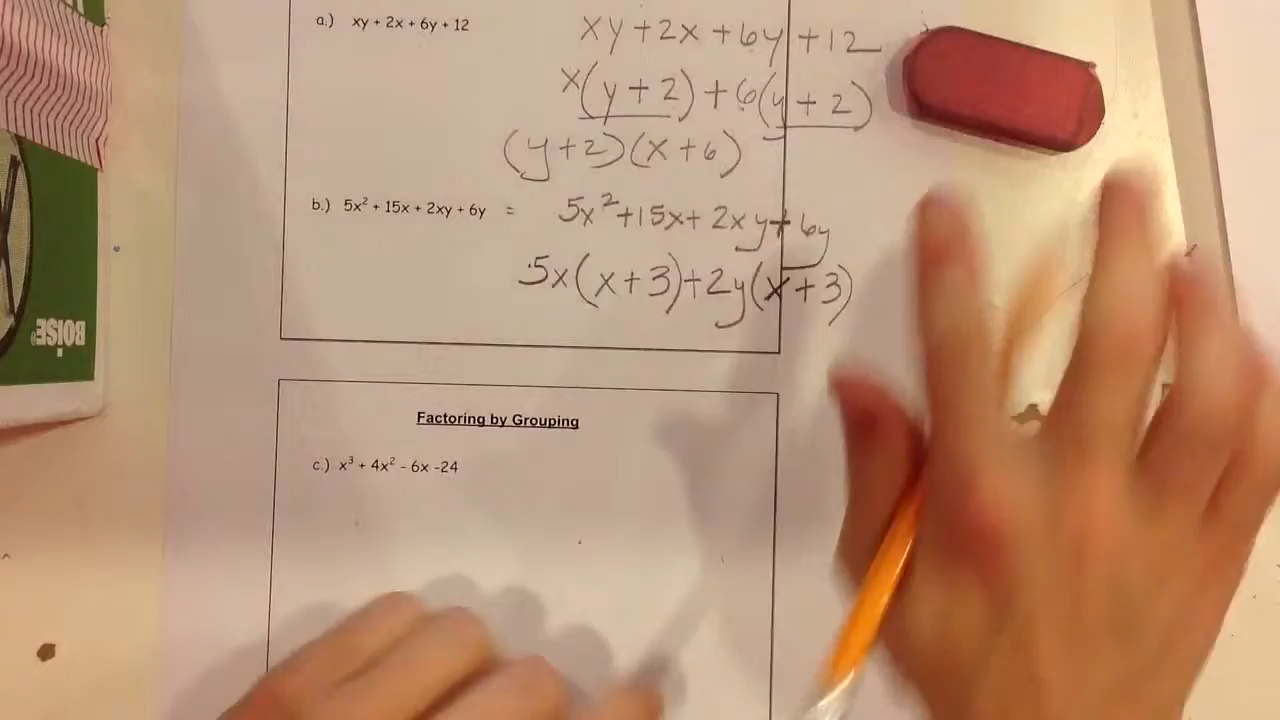 a.) xy + 2x + 6y + 12
xy + 2x + 6y + 12
x(y + 2) + 6(y + 2)
(y + 2)(x + 6)
b.) 5x² + 15x + 2xy + 6y =
5x² + 15x + 2xy + 6y
5x(x + 3) + 2y(x + 3)
BOISE®
Factoring by Grouping
c.) x³ + 4x² - 6x -24